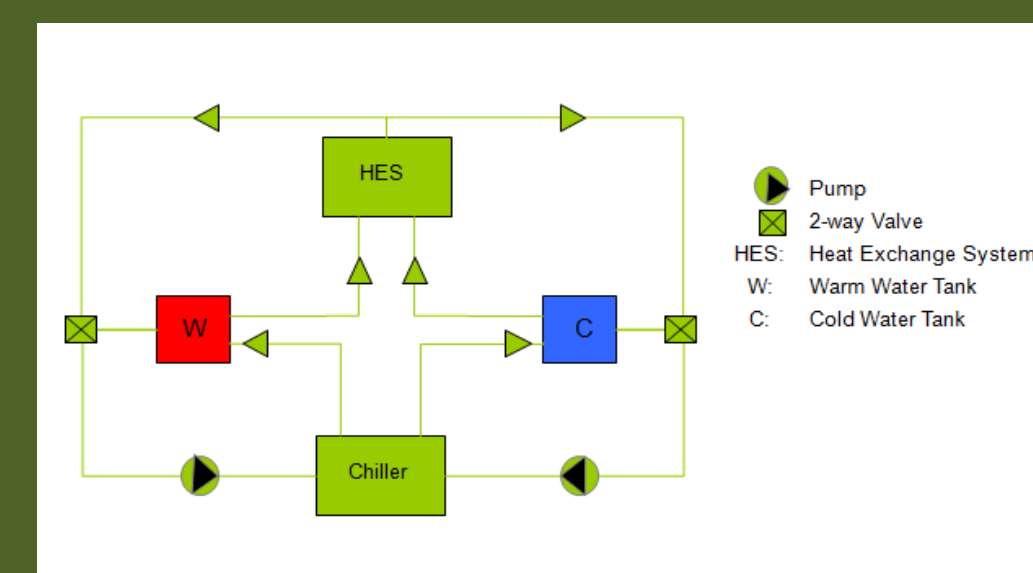 HES
Pump
2-way Valve
HES: Heat Exchange System
W: Warm Water Tank
C: Cold Water Tank
W
C
Chiller